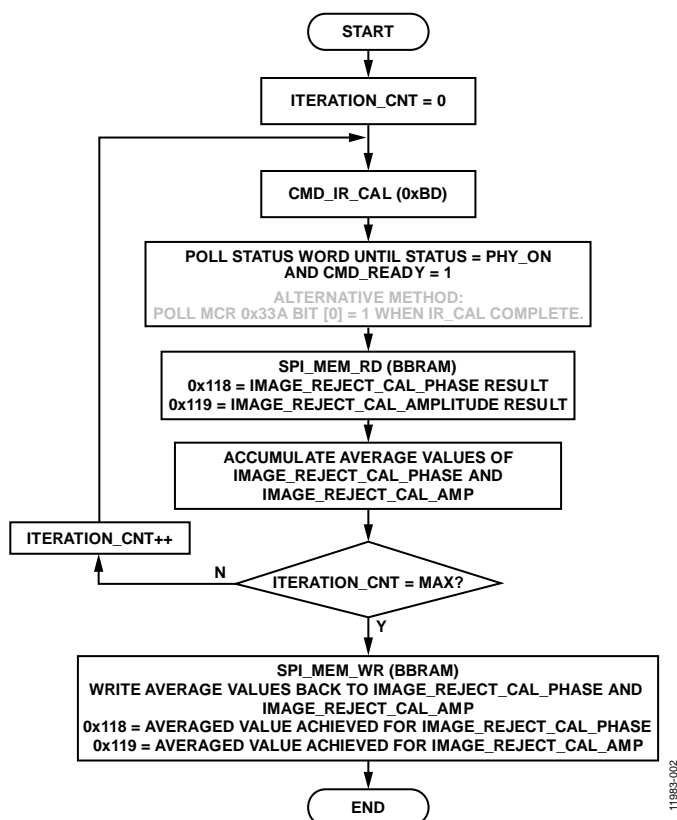 START
ITERATION_CNT = 0
CMD_IR_CAL (0xBD)
POLL STATUS WORD UNTIL STATUS = PHY_ON
AND CMD_READY = 1
ALTERNATIVE METHOD:
POLL MCR 0x33A BIT [0] = 1 WHEN IR_CAL COMPLETE.
SPI_MEM_RD (BBRAM)
0x118 = IMAGE_REJECT_CAL_PHASE RESULT
0x119 = IMAGE_REJECT_CAL_AMPLITUDE RESULT
ACCUMULATE AVERAGE VALUES OF
IMAGE_REJECT_CAL_PHASE AND
IMAGE_REJECT_CAL_AMP
ITERATION_CNT++
N
ITERATION_CNT = MAX?
Y
SPI_MEM_WR (BBRAM)
WRITE AVERAGE VALUES BACK TO IMAGE_REJECT_CAL_PHASE AND
IMAGE_REJECT_CAL_AMP
0x118 = AVERAGED VALUE ACHIEVED FOR IMAGE_REJECT_CAL_PHASE
0x119 = AVERAGED VALUE ACHIEVED FOR IMAGE_REJECT_CAL_AMP
END
11983-002